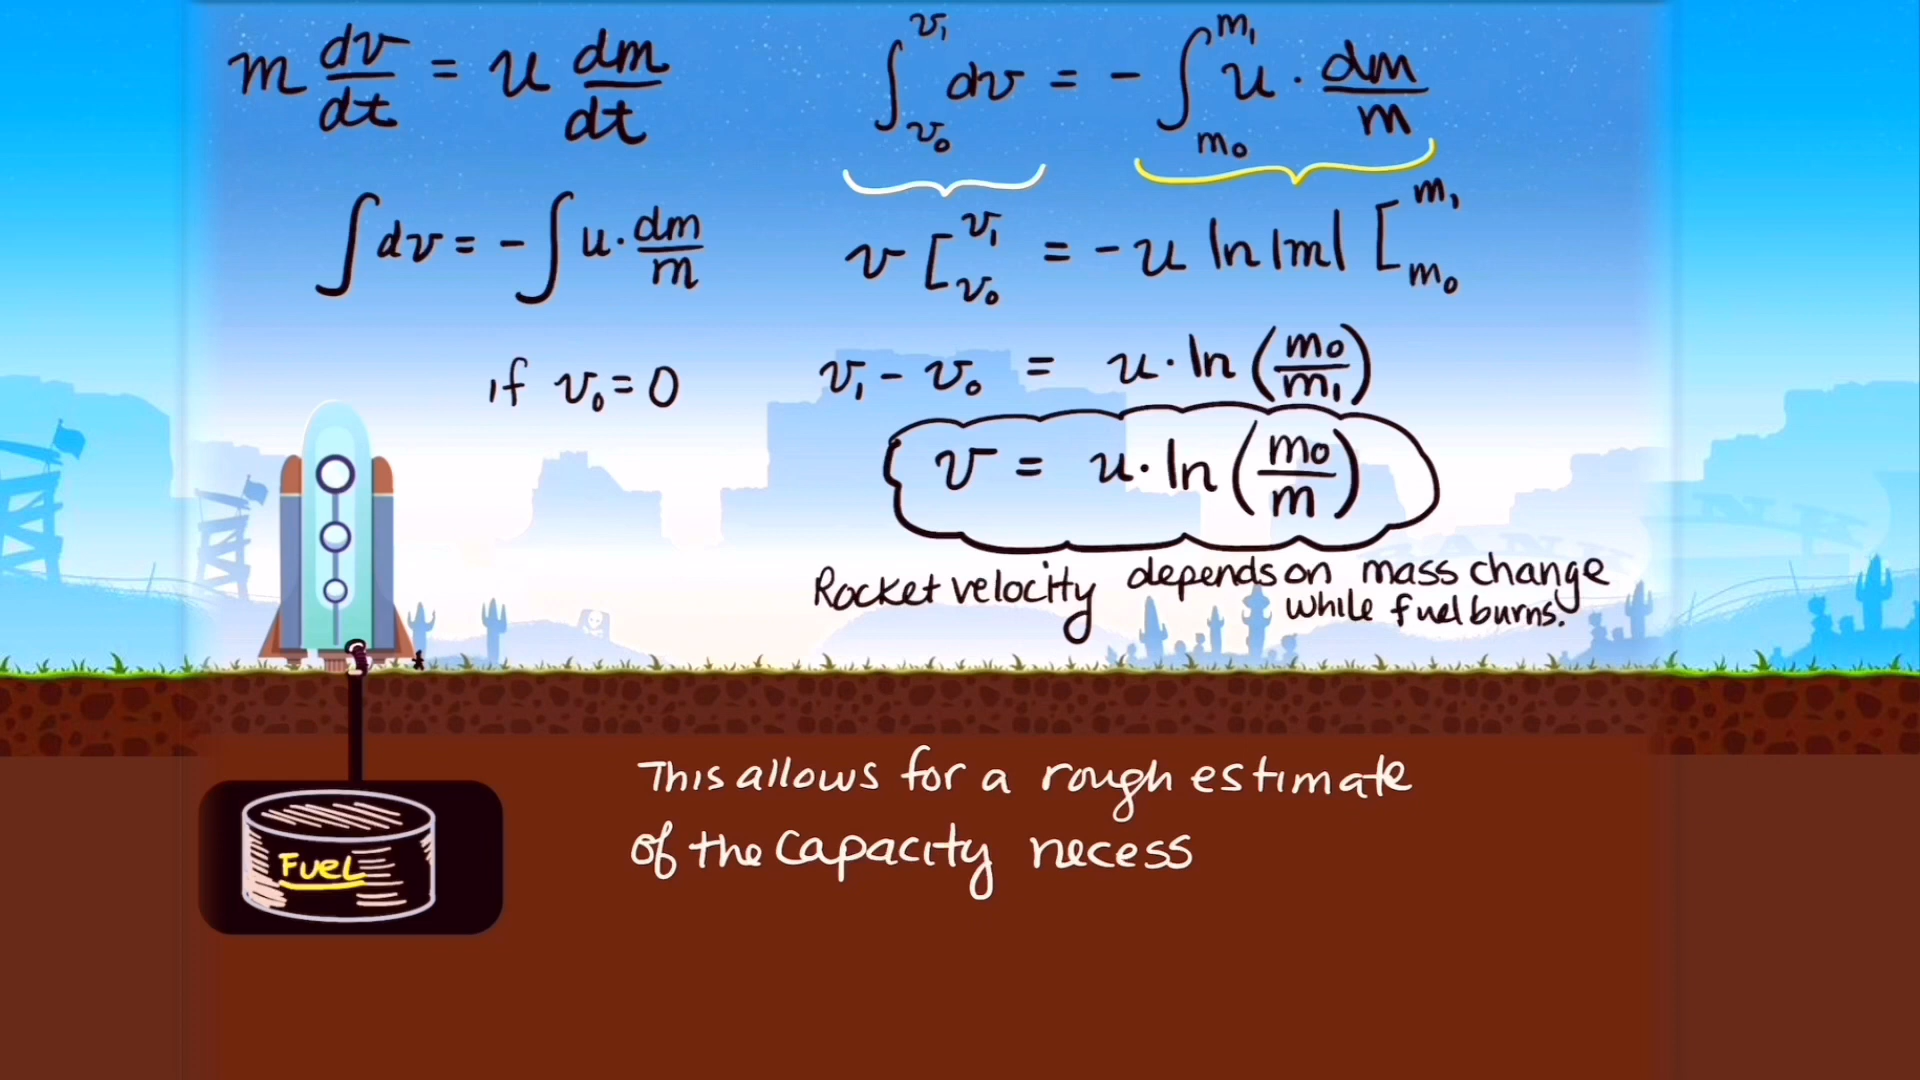 m dv/dt = u dm/dt
∫dv = -∫u·dm/m
if v₀ = 0
∫_{v₀}^{v₁} dv = -∫_{m₀}^{m₁} u · dm/m
v [_{v₀}^{v₁} = -u ln|m| [_{m₀}^{m₁}
v₁ - v₀ = u·ln(m₀/m₁)
v = u·ln(m₀/m)
Rocket velocity depends on mass change
while fuel burns.
This allows for a rough estimate
of the capacity necess
FUEL